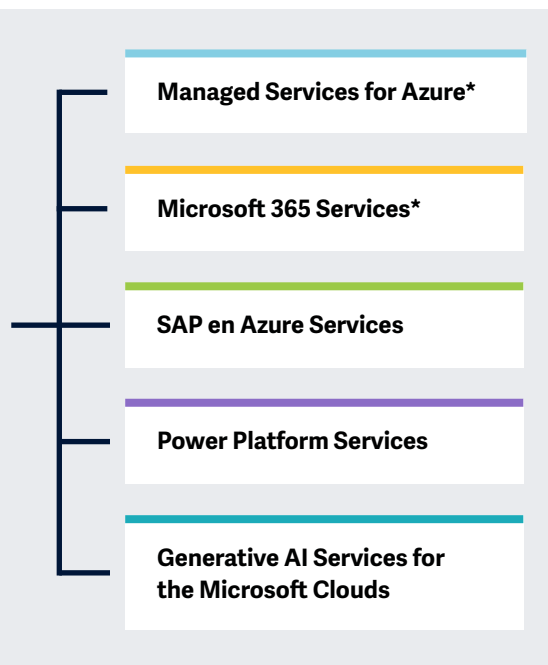 Managed Services for Azure*
Microsoft 365 Services*
SAP en Azure Services
Power Platform Services
Generative AI Services for
the Microsoft Clouds